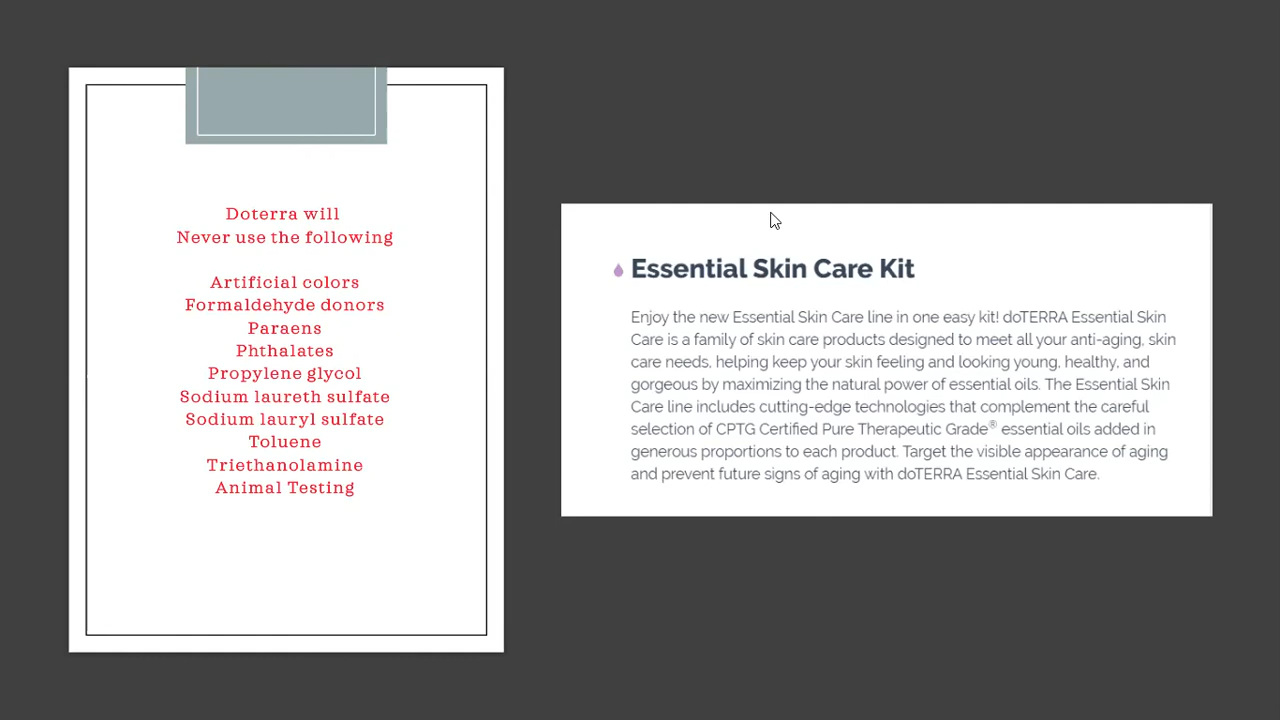 Doterra will
Never use the following
Artificial colors
Formaldehyde donors
Paraens
Phthalates
Propylene glycol
Sodium laureth sulfate
Sodium lauryl sulfate
Toluene
Triethanolamine
Animal Testing
Essential Skin Care Kit
Enjoy the new Essential Skin Care line in one easy kit! doTERRA Essential Skin
Care is a family of skin care products designed to meet all your anti-aging, skin
care needs, helping keep your skin feeling and looking young, healthy, and
gorgeous by maximizing the natural power of essential oils. The Essential Skin
Care line includes cutting-edge technologies that complement the careful
selection of CPTG Certified Pure Therapeutic Grade® essential oils added in
generous proportions to each product. Target the visible appearance of aging
and prevent future signs of aging with doTERRA Essential Skin Care.